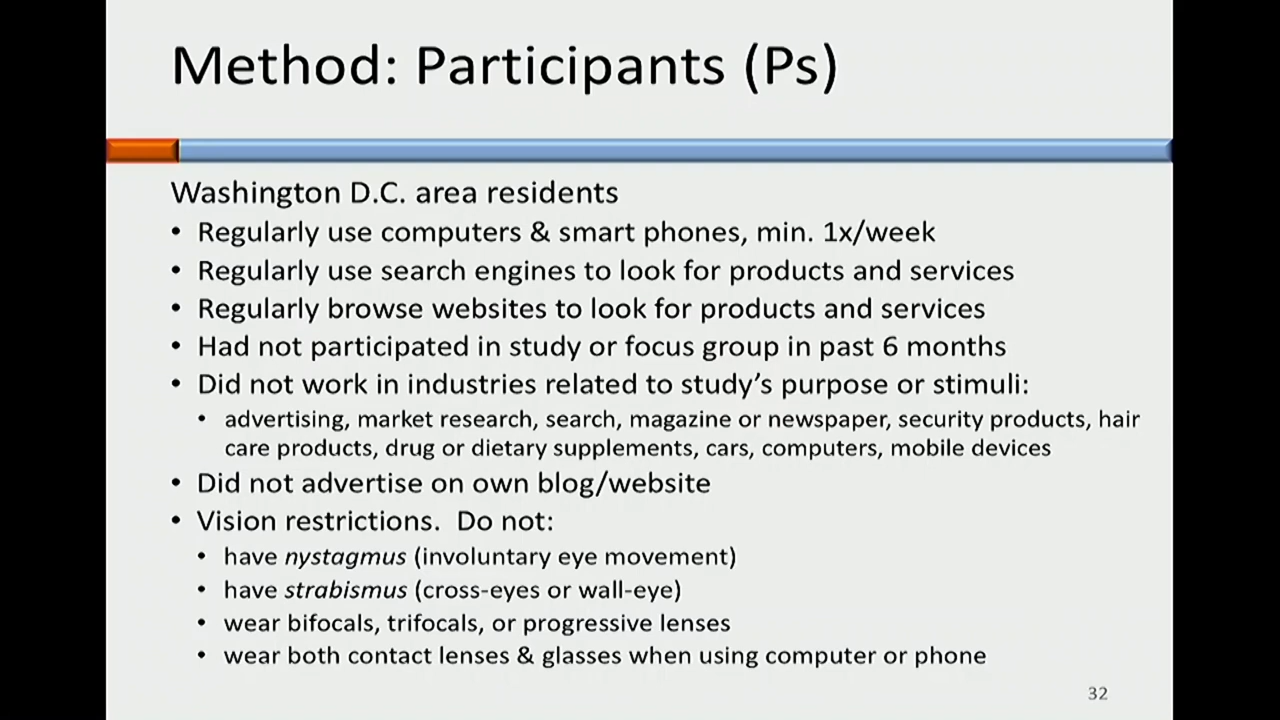 Method: Participants (Ps)
Washington D.C. area residents
• Regularly use computers & smart phones, min. 1x/week
• Regularly use search engines to look for products and services
• Regularly browse websites to look for products and services
• Had not participated in study or focus group in past 6 months
• Did not work in industries related to study’s purpose or stimuli:
• advertising, market research, search, magazine or newspaper, security products, hair
care products, drug or dietary supplements, cars, computers, mobile devices
• Did not advertise on own blog/website
• Vision restrictions.  Do not:
• have nystagmus (involuntary eye movement)
• have strabismus (cross-eyes or wall-eye)
• wear bifocals, trifocals, or progressive lenses
• wear both contact lenses & glasses when using computer or phone
32